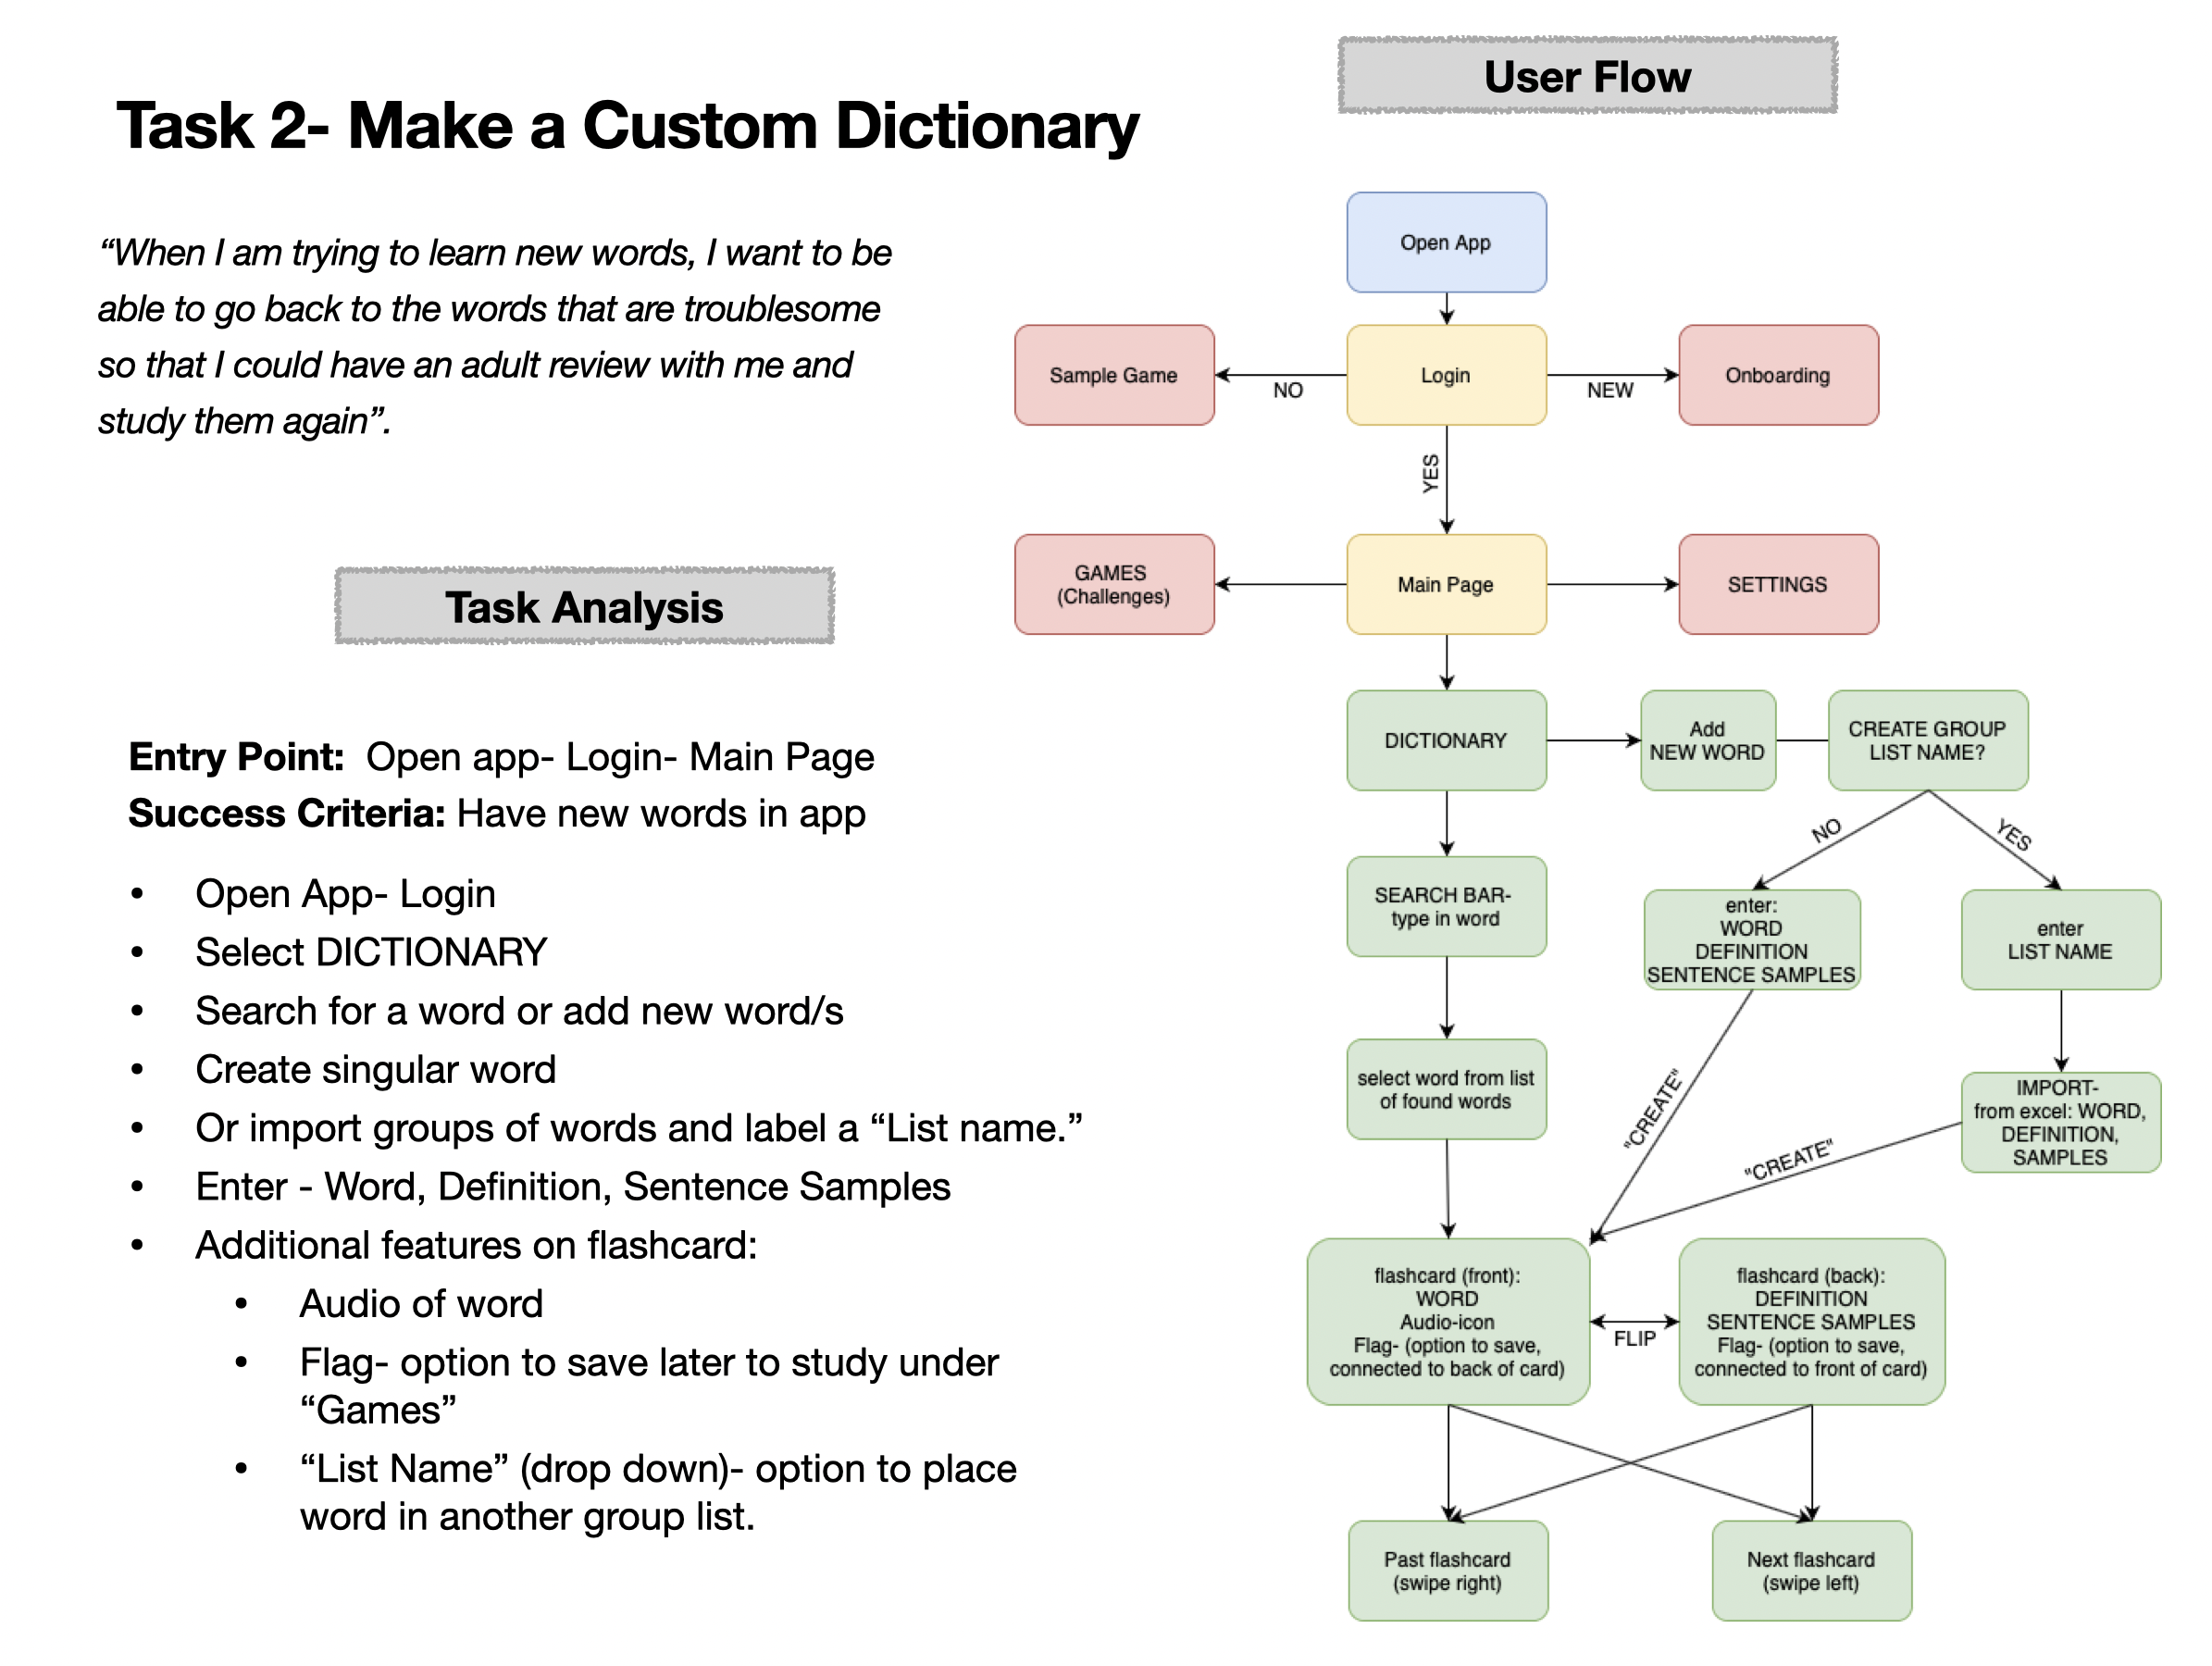 Task 2- Make a Custom Dictionary
“When I am trying to learn new words, I want to be
able to go back to the words that are troublesome
so that I could have an adult review with me and
study them again”.
Task Analysis
Entry Point: Open app- Login- Main Page
Success Criteria: Have new words in app
• Open App- Login
• Select DICTIONARY
• Search for a word or add new word/s
• Create singular word
• Or import groups of words and label a “List name.”
• Enter - Word, Definition, Sentence Samples
• Additional features on flashcard:
• Audio of word
• Flag- option to save later to study under
“Games”
• “List Name” (drop down)- option to place
word in another group list.
User Flow
Open App
Sample Game
NO
Login
NEW
Onboarding
YES
GAMES
(Challenges)
Main Page
SETTINGS
DICTIONARY
Add
NEW WORD
CREATE GROUP
LIST NAME?
NO
YES
SEARCH BAR-
type in word
enter:
WORD
DEFINITION
SENTENCE SAMPLES
enter
LIST NAME
select word from list
of found words
"CREATE"
"CREATE"
IMPORT-
from excel: WORD,
DEFINITION,
SAMPLES
flashcard (front):
WORD
Audio-icon
Flag- (option to save,
connected to back of card)
FLIP
flashcard (back):
DEFINITION
SENTENCE SAMPLES
Flag- (option to save,
connected to front of card)
Past flashcard
(swipe right)
Next flashcard
(swipe left)